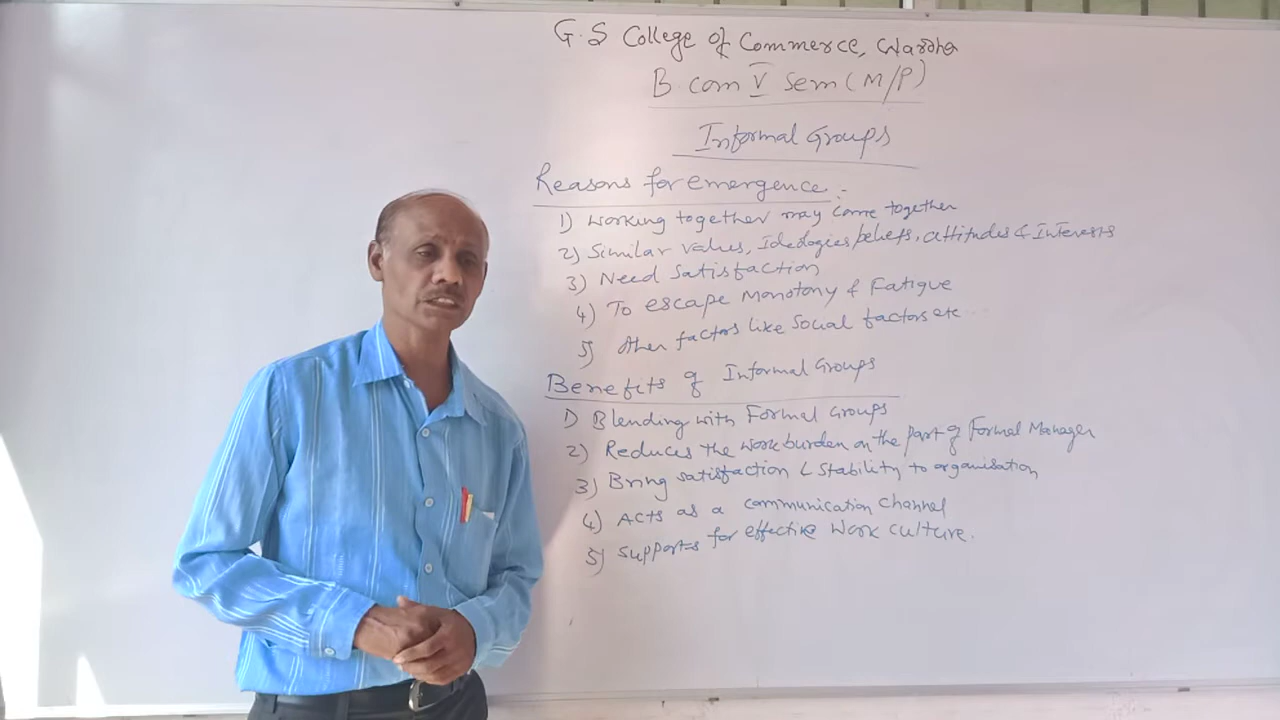 G.S College of Commerce, Wardha
B.com V Sem (M/P)
Informal Groups
Reasons for emergence :-
1) Working together may come together
2) Similar values, Ideologies/beliefs, attitudes & Interests
3) Need Satisfaction
4) To escape Monotony & Fatigue
5) Other factors like Social factors etc
Benefits of Informal Groups
1) Blending with Formal Groups
2) Reduces the work burden on the part of Formal Manager
3) Bring satisfaction & Stability to organisation
4) Acts as a communication channel
5) Supports for effective Work culture.